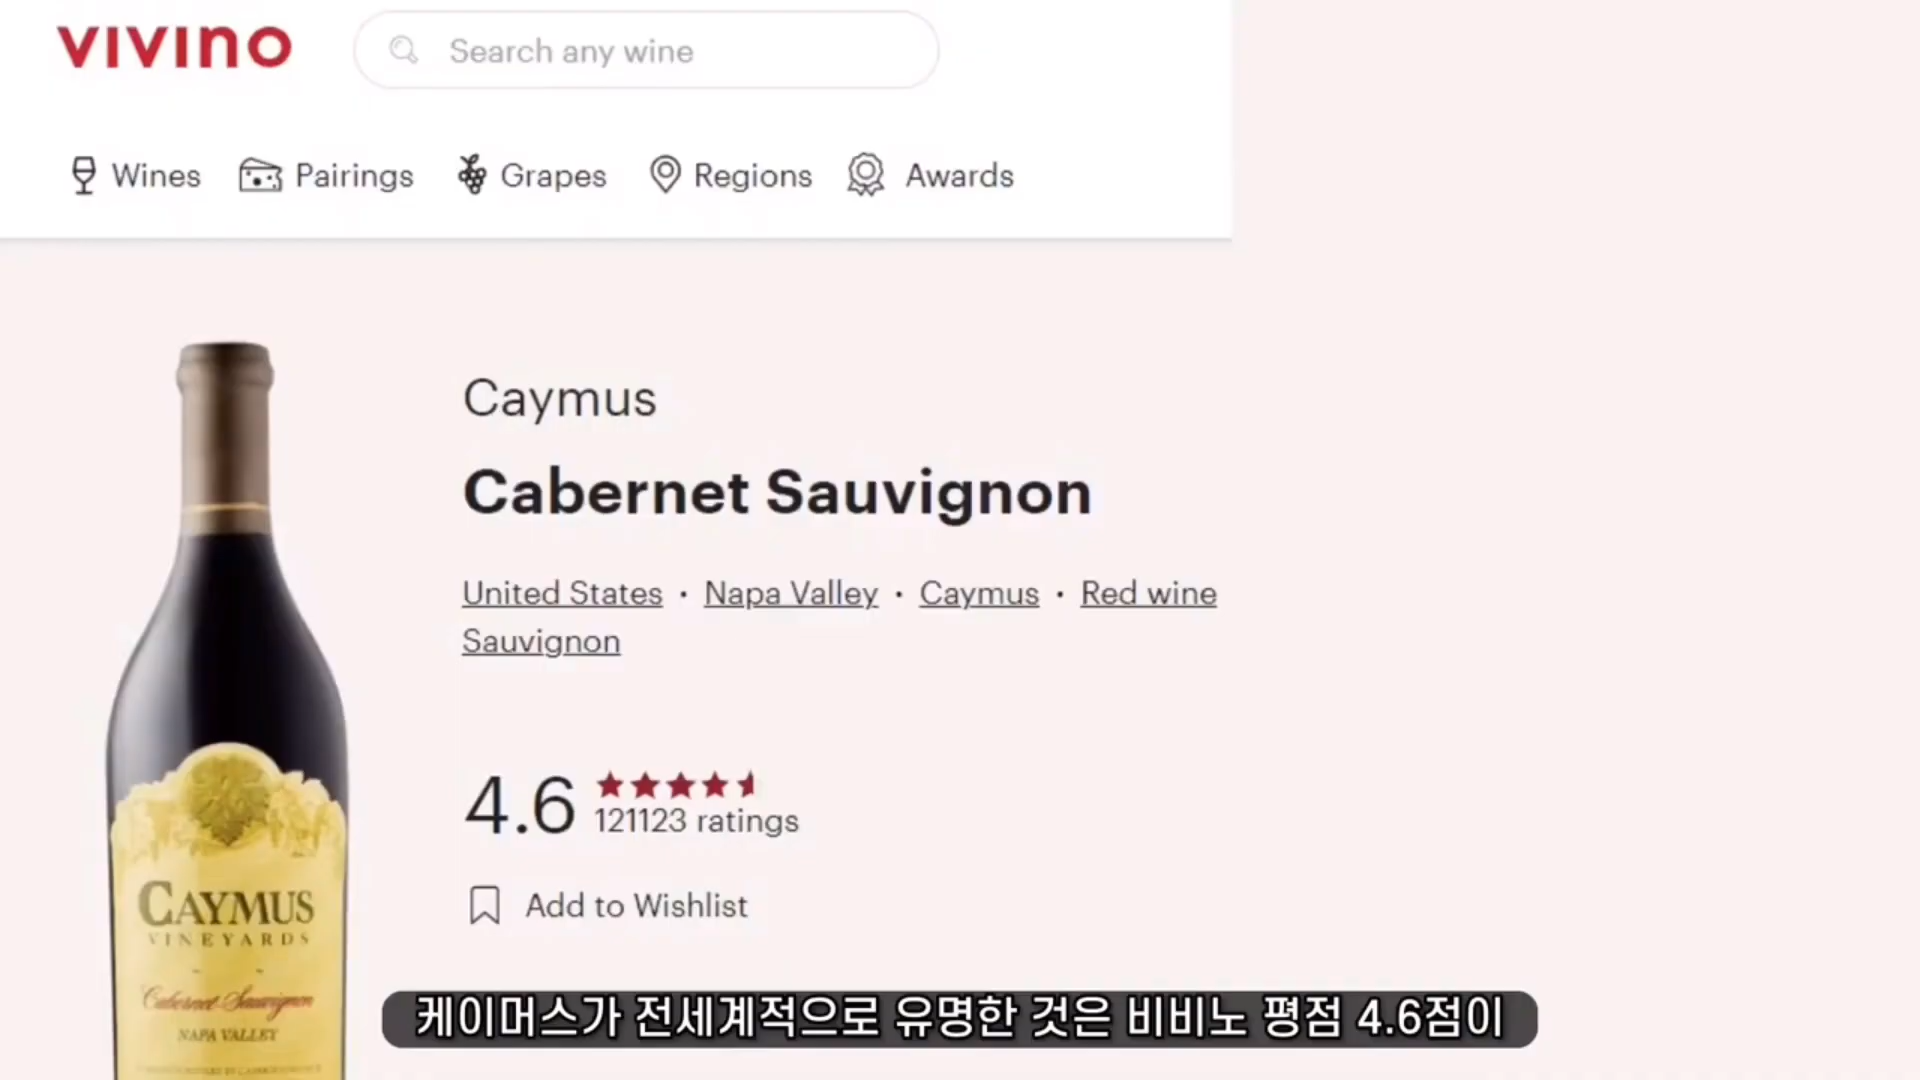 vivino
Search any wine
Wines Pairings Grapes Regions Awards
Caymus
Cabernet Sauvignon
United States · Napa Valley · Caymus · Red wine
Sauvignon
4.6
121123 ratings
Add to Wishlist
CAYMUS
VINEYARDS
Cabernet Sauvignon
NAPA VALLEY
케이머스가 전세계적으로 유명한 것은 비비노 평점 4.6점이